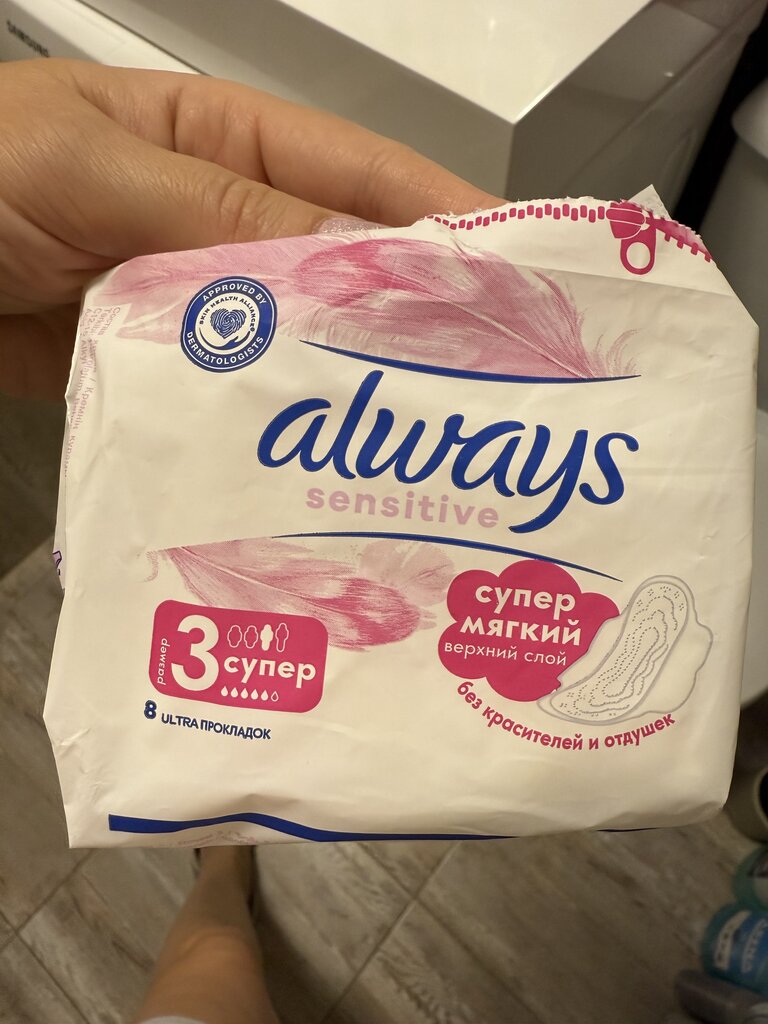 SAMSUNG
APPROVED BY
SKIN HEALTH ALLIANCE
DERMATOLOGISTS
always
sensitive
размер
3
супер
8 ULTRA ПРОКЛАДОК
супер
мягкий
верхний слой
без красителей и отдушек